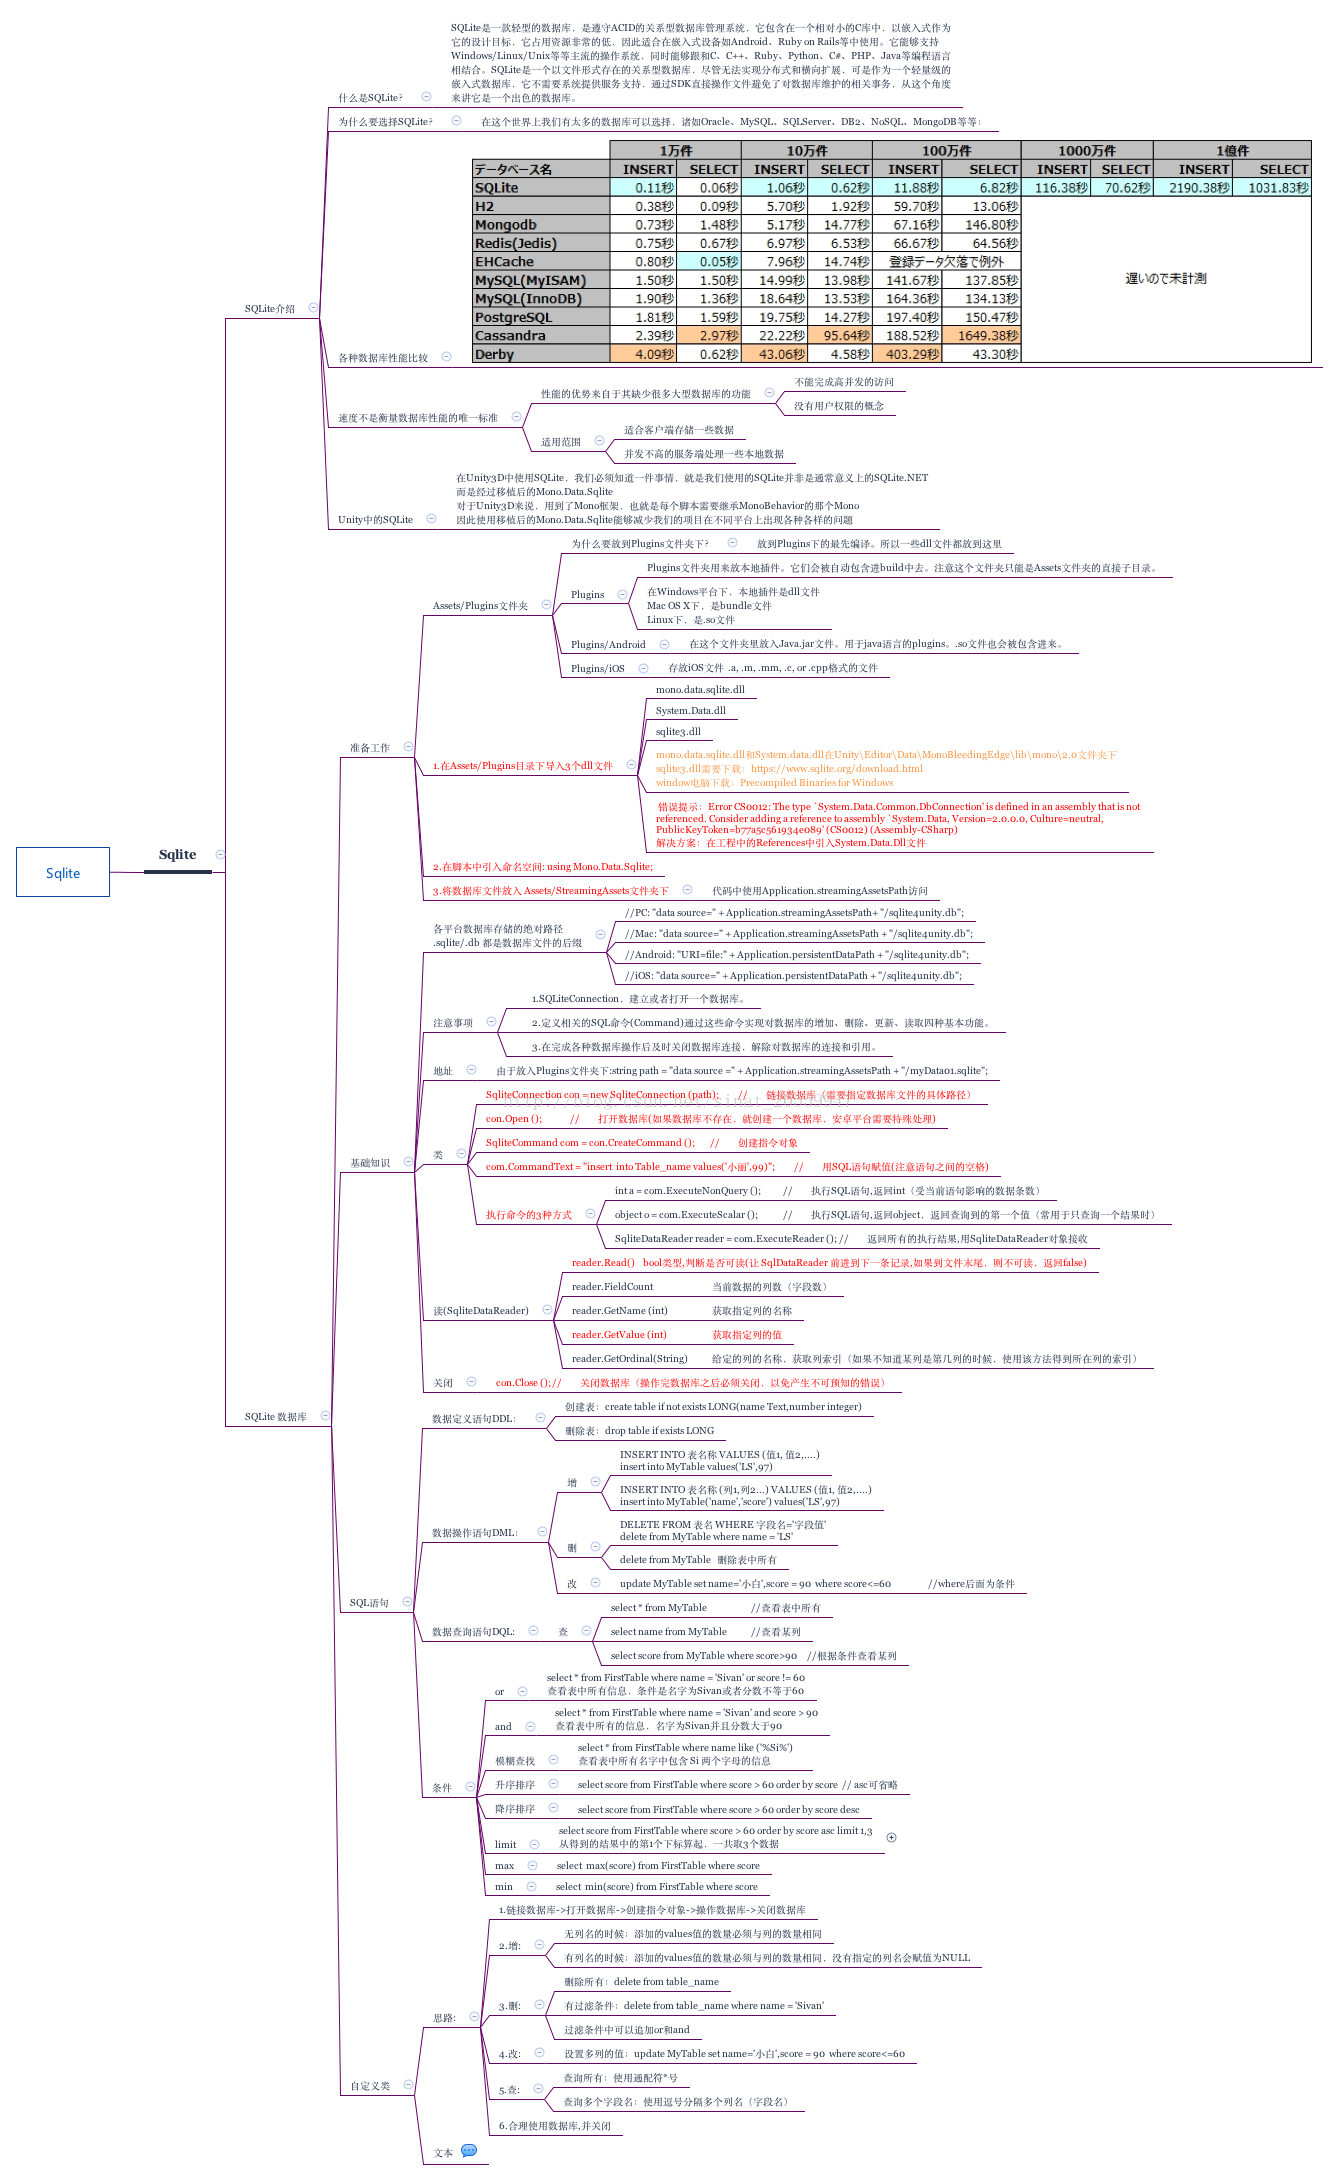 SQLite是一款轻型的数据库，是遵守ACID的关系型数据库管理系统，它包含在一个相对小的C库中，以嵌入式作为
它的设计目标，它占用资源非常的低，因此适合在嵌入式设备如Android、Ruby on Rails等中使用。它能够支持
Windows/Linux/Unix等等主流的操作系统，同时能够跟和C、C++、Ruby、Python、C#、PHP、Java等编程语言
相结合。SQLite是一个以文件形式存在的关系型数据库，尽管无法实现分布式和横向扩展，可是作为一个轻量级的
嵌入式数据库，它不需要系统提供服务支持，通过SDK直接操作文件避免了对数据库维护的相关事务，从这个角度
来讲它是一个出色的数据库。
什么是SQLite?
为什么要选择SQLite? 在这个世界上我们有太多的数据库可以选择，诸如Oracle、MySQL、SQLServer、DB2、NoSQL、MongoDB等等：
1万件 10万件 100万件 1000万件 1億件
データベース名 INSERT SELECT INSERT SELECT INSERT SELECT INSERT SELECT INSERT SELECT
SQLite 0.11秒 0.06秒 1.06秒 0.62秒 11.88秒 6.82秒 116.38秒 70.62秒 2190.38秒 1031.83秒
H2 0.38秒 0.09秒 5.70秒 1.92秒 59.70秒 13.06秒
Mongodb 0.73秒 1.48秒 5.17秒 14.77秒 67.16秒 146.80秒
Redis(Jedis) 0.75秒 0.67秒 6.97秒 6.53秒 66.67秒 64.56秒
EHCache 0.80秒 0.05秒 7.96秒 14.74秒 登録データ欠落で例外
MySQL(MyISAM) 1.50秒 1.50秒 14.99秒 13.98秒 141.67秒 137.85秒
遅いので未計測
MySQL(InnoDB) 1.90秒 1.36秒 18.64秒 13.53秒 164.36秒 134.13秒
PostgreSQL 1.81秒 1.59秒 19.75秒 14.27秒 197.40秒 150.47秒
Cassandra 2.39秒 2.97秒 22.22秒 95.64秒 188.52秒 1649.38秒
Derby 4.09秒 0.62秒 43.06秒 4.58秒 403.29秒 43.30秒
SQLite介绍
各种数据库性能比较
速度不是衡量数据库性能的唯一标准
性能的优势来自于其缺少很多大型数据库的功能
不能完成高并发的访问
没有用户权限的概念
适用范围
适合客户端存储一些数据
并发不高的服务端处理一些本地数据
在Unity3D中使用SQLite，我们必须知道一件事情，就是我们使用的SQLite并非是通常意义上的SQLite.NET
而是经过移植后的Mono.Data.Sqlite
对于Unity3D来说，用到了Mono框架，也就是每个脚本需要继承MonoBehavior的那个Mono
因此使用移植后的Mono.Data.Sqlite能够减少我们的项目在不同平台上出现各种各样的问题
Unity中的SQLite
为什么要放到Plugins文件夹下? 放到Plugins下的最先编译。所以一些dll文件都放到这里
Assets/Plugins文件夹
Plugins
Plugins文件夹用来放本地插件。它们会被自动包含进build中去。注意这个文件夹只能是Assets文件夹的直接子目录。
在Windows平台下，本地插件是dll文件
Mac OS X下，是bundle文件
Linux下，是.so文件
Plugins/Android 在这个文件夹里放入Java.jar文件。用于java语言的plugins。.so文件也会被包含进来。
Plugins/iOS 存放iOS文件 .a, .m, .mm, .c, or .cpp格式的文件
准备工作
1.在Assets/Plugins目录下导入3个dll文件
mono.data.sqlite.dll
System.Data.dll
sqlite3.dll
mono.data.sqlite.dll和System.data.dll在Unity\Editor\Data\MonoBleedingEdge\lib\mono\2.0文件夹下
sqlite3.dll需要下载：https://www.sqlite.org/download.html
window电脑下载：Precompiled Binaries for Windows
错误提示：Error CS0012: The type `System.Data.Common.DbConnection' is defined in an assembly that is not
referenced. Consider adding a reference to assembly `System.Data, Version=2.0.0.0, Culture=neutral,
PublicKeyToken=b77a5c561934e089' (CS0012) (Assembly-CSharp)
解决方案：在工程中的References中引入System.Data.Dll文件
2.在脚本中引入命名空间: using Mono.Data.Sqlite;
3.将数据库文件放入 Assets/StreamingAssets文件夹下 代码中使用Application.streamingAssetsPath访问
Sqlite
Sqlite
各平台数据库存储的绝对路径
.sqlite/.db 都是数据库文件的后缀
//PC: "data source=" + Application.streamingAssetsPath+ "/sqlite4unity.db";
//Mac: "data source=" + Application.streamingAssetsPath + "/sqlite4unity.db";
//Android: "URI=file:" + Application.persistentDataPath + "/sqlite4unity.db";
//iOS: "data source=" + Application.persistentDataPath + "/sqlite4unity.db";
注意事项
1.SQLiteConnection，建立或者打开一个数据库。
2.定义相关的SQL命令(Command)通过这些命令实现对数据库的增加、删除、更新、读取四种基本功能。
3.在完成各种数据库操作后及时关闭数据库连接，解除对数据库的连接和引用。
地址 由于放入Plugins文件夹下:string path = "data source =" + Application.streamingAssetsPath + "/myData01.sqlite";
基础知识
类
SqliteConnection con = new SqliteConnection (path); // 链接数据库（需要指定数据库文件的具体路径）
con.Open (); // 打开数据库(如果数据库不存在，就创建一个数据库，安卓平台需要特殊处理)
SqliteCommand com = con.CreateCommand (); // 创建指令对象
com.CommandText = "insert into Table_name values('小丽',99)"; // 用SQL语句赋值(注意语句之间的空格)
执行命令的3种方式
int a = com.ExecuteNonQuery (); // 执行SQL语句,返回int（受当前语句影响的数据条数）
object o = com.ExecuteScalar (); // 执行SQL语句,返回object，返回查询到的第一个值（常用于只查询一个结果时）
SqliteDataReader reader = com.ExecuteReader (); // 返回所有的执行结果,用SqliteDataReader对象接收
读(SqliteDataReader)
reader.Read() bool类型,判断是否可读(让 SqlDataReader 前进到下一条记录,如果到文件末尾，则不可读，返回false)
reader.FieldCount 当前数据的列数（字段数）
reader.GetName (int) 获取指定列的名称
reader.GetValue (int) 获取指定列的值
reader.GetOrdinal(String) 给定的列的名称，获取列索引（如果不知道某列是第几列的时候，使用该方法得到所在列的索引）
关闭 con.Close (); // 关闭数据库（操作完数据库之后必须关闭，以免产生不可预知的错误）
SQLite 数据库
数据定义语句DDL：
创建表：create table if not exists LONG(name Text,number integer)
删除表：drop table if exists LONG
数据操作语句DML：
增
INSERT INTO 表名称 VALUES (值1, 值2,....)
insert into MyTable values('LS',97)
INSERT INTO 表名称 (列1,列2...) VALUES (值1, 值2,....)
insert into MyTable('name','score') values('LS',97)
删
DELETE FROM 表名 WHERE 字段名='字段值'
delete from MyTable where name = 'LS'
delete from MyTable 删除表中所有
改 update MyTable set name='小白',score = 90 where score<=60 //where后面为条件
SQL语句
数据查询语句DQL: 查
select * from MyTable //查看表中所有
select name from MyTable //查看某列
select score from MyTable where score>90 //根据条件查看某列
条件
or
select * from FirstTable where name = 'Sivan' or score != 60
查看表中所有信息，条件是名字为Sivan或者分数不等于60
and
select * from FirstTable where name = 'Sivan' and score > 90
查看表中所有的信息，名字为Sivan并且分数大于90
模糊查找
select * from FirstTable where name like ('%Si%')
查看表中所有名字中包含 Si 两个字母的信息
升序排序 select score from FirstTable where score > 60 order by score // asc可省略
降序排序 select score from FirstTable where score > 60 order by score desc
limit
select score from FirstTable where score > 60 order by score asc limit 1,3
从得到的结果中的第1个下标算起，一共取3个数据
max select max(score) from FirstTable where score
min select min(score) from FirstTable where score
自定义类
思路:
1.链接数据库->打开数据库->创建指令对象->操作数据库->关闭数据库
2.增:
无列名的时候：添加的values值的数量必须与列的数量相同
有列名的时候：添加的values值的数量必须与列的数量相同，没有指定的列名会赋值为NULL
3.删:
删除所有：delete from table_name
有过滤条件：delete from table_name where name = 'Sivan'
过滤条件中可以追加or和and
4.改: 设置多列的值：update MyTable set name='小白',score = 90 where score<=60
5.查:
查询所有：使用通配符*号
查询多个字段名：使用逗号分隔多个列名（字段名）
6.合理使用数据库,并关闭
文本